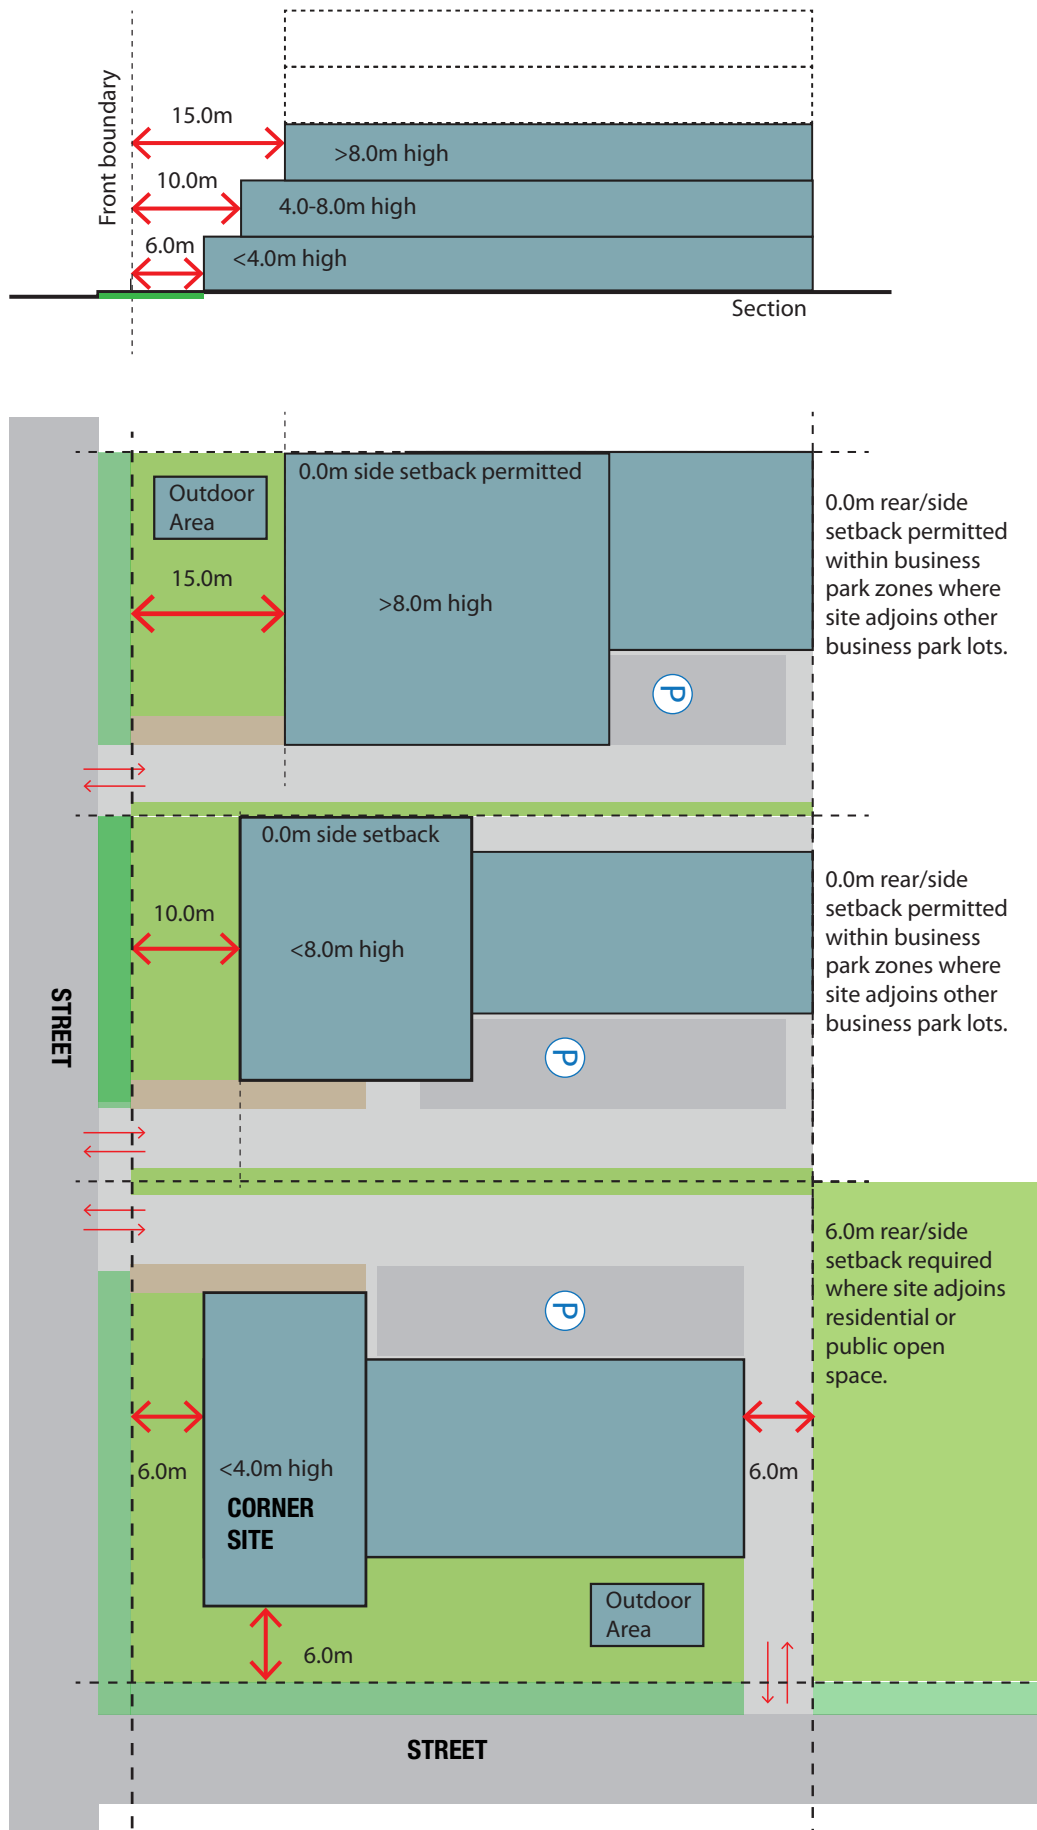 Front boundary
15.0m
>8.0m high
10.0m
4.0-8.0m high
6.0m
<4.0m high
Section
0.0m side setback permitted
Outdoor
Area
15.0m
>8.0m high
P
0.0m rear/side
setback permitted
within business
park zones where
site adjoins other
business park lots.
0.0m side setback
10.0m
<8.0m high
P
0.0m rear/side
setback permitted
within business
park zones where
site adjoins other
business park lots.
STREET
6.0m rear/side
setback required
where site adjoins
residential or
public open
space.
P
6.0m
<4.0m high
CORNER
SITE
6.0m
Outdoor
Area
6.0m
STREET